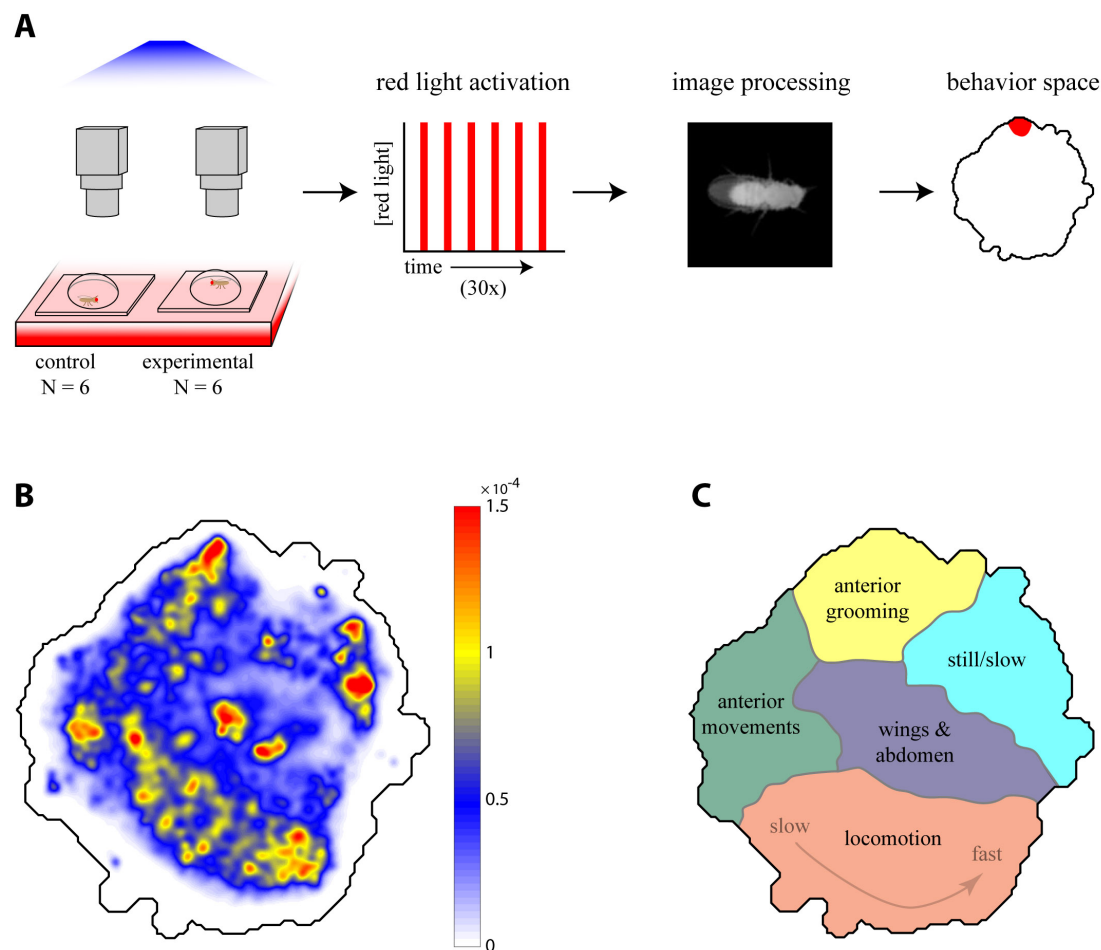 A
red light activation
image processing
behavior space
[red light]
time
(30x)
control
N = 6
experimental
N = 6
B
×10⁻⁴
1.5
1
0.5
0
C
anterior
grooming
still/slow
anterior
movements
wings &
abdomen
slow
locomotion
fast